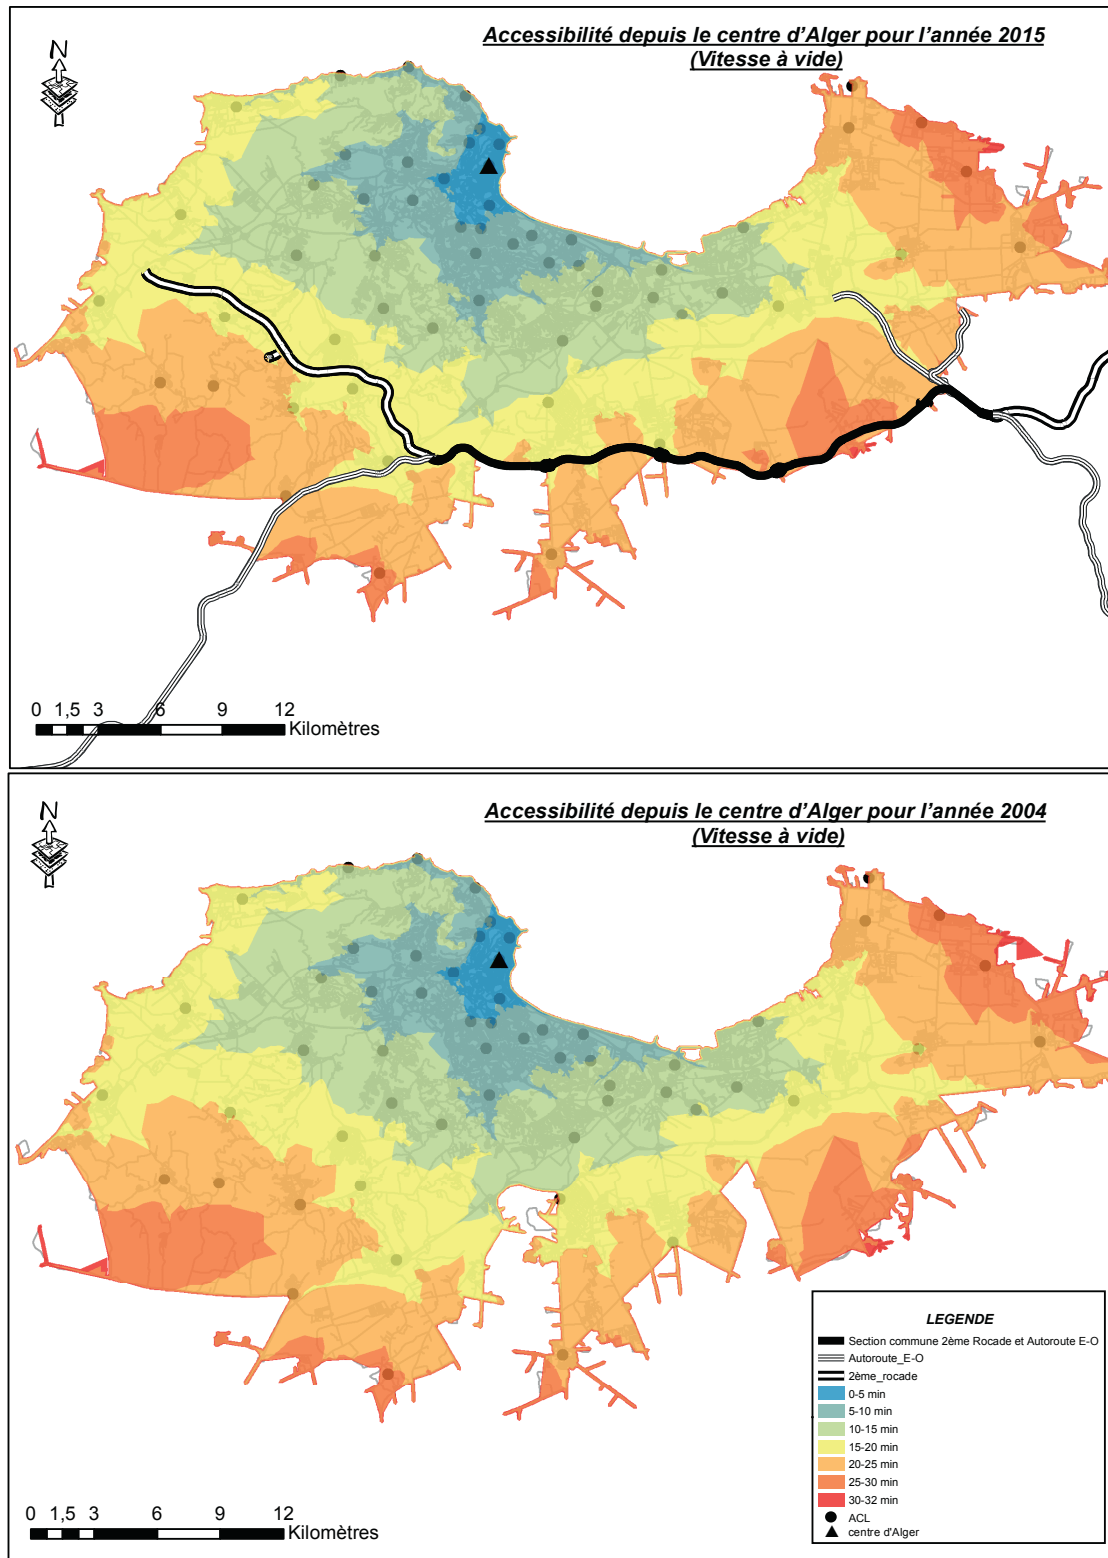 Accessibilité depuis le centre d'Alger pour l'année 2015
(Vitesse à vide)
N
0 1,5 3 6 9 12
Kilomètres
Accessibilité depuis le centre d'Alger pour l'année 2004
(Vitesse à vide)
N
LEGENDE
Section commune 2ème Rocade et Autoroute E-O
Autoroute_E-O
2ème_rocade
0-5 min
5-10 min
10-15 min
15-20 min
20-25 min
25-30 min
30-32 min
ACL
centre d'Alger
0 1,5 3 6 9 12
Kilomètres